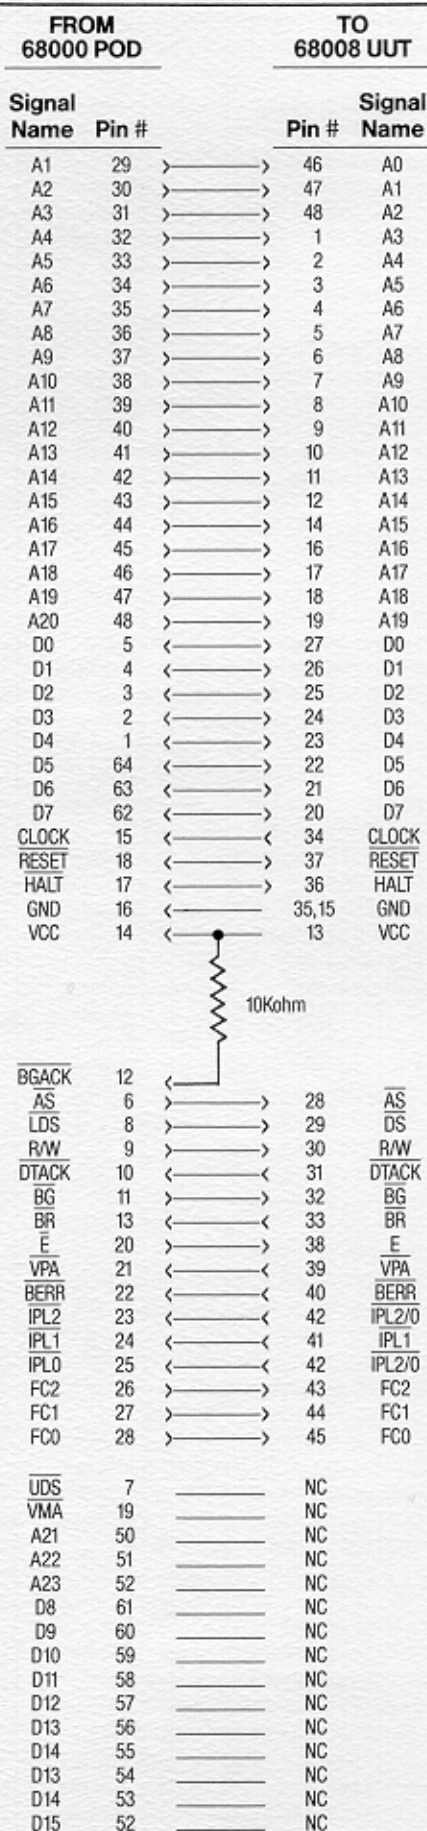 FROM TO
68000 POD 68008 UUT
Signal Signal
Name Pin # Pin # Name
A1 29 46 A0
A2 30 47 A1
A3 31 48 A2
A4 32 1 A3
A5 33 2 A4
A6 34 3 A5
A7 35 4 A6
A8 36 5 A7
A9 37 6 A8
A10 38 7 A9
A11 39 8 A10
A12 40 9 A11
A13 41 10 A12
A14 42 11 A13
A15 43 12 A14
A16 44 14 A15
A17 45 16 A16
A18 46 17 A17
A19 47 18 A18
A20 48 19 A19
D0 5 27 D0
D1 4 26 D1
D2 3 25 D2
D3 2 24 D3
D4 1 23 D4
D5 64 22 D5
D6 63 21 D6
D7 62 20 D7
CLOCK 15 34 CLOCK
RESET 18 37 RESET
HALT 17 36 HALT
GND 16 35,15 GND
VCC 14 13 VCC
10Kohm
BGACK 12
AS 6 28 AS
LDS 8 29 DS
R/W 9 30 R/W
DTACK 10 31 DTACK
BG 11 32 BG
BR 13 33 BR
E 20 38 E
VPA 21 39 VPA
BERR 22 40 BERR
IPL2 23 42 IPL2/0
IPL1 24 41 IPL1
IPL0 25 42 IPL2/0
FC2 26 43 FC2
FC1 27 44 FC1
FC0 28 45 FC0
UDS 7 NC
VMA 19 NC
A21 50 NC
A22 51 NC
A23 52 NC
D8 61 NC
D9 60 NC
D10 59 NC
D11 58 NC
D12 57 NC
D13 56 NC
D14 55 NC
D13 54 NC
D14 53 NC
D15 52 NC